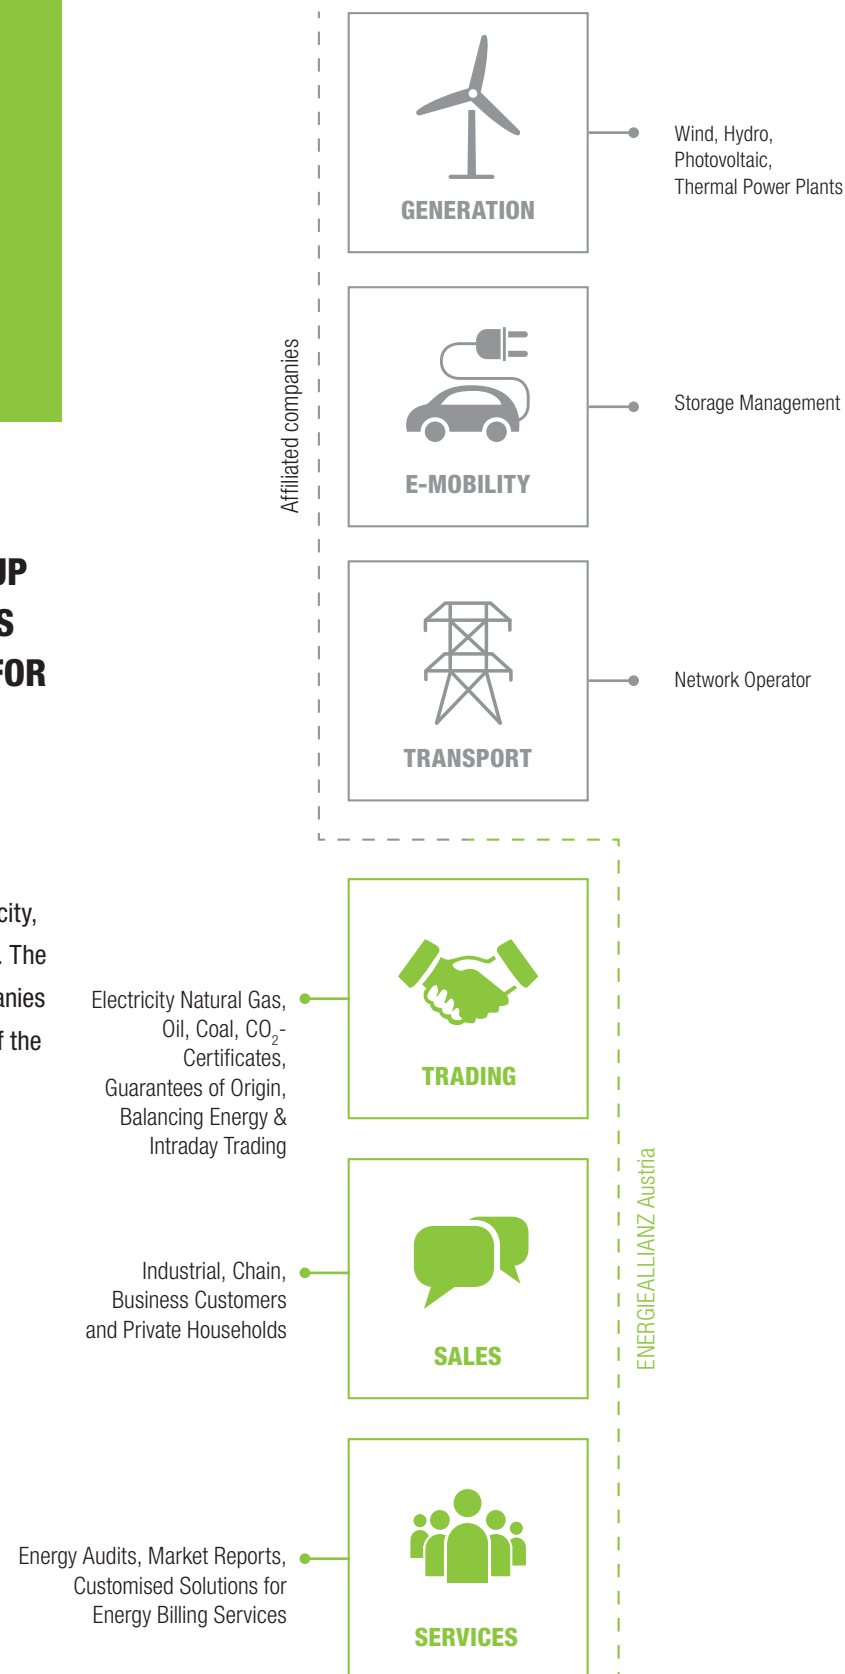 Wind, Hydro,
Photovoltaic,
Thermal Power Plants
GENERATION
Affiliated companies
Storage Management
E-MOBILITY
UP
S
FOR
Network Operator
TRANSPORT
city,
. The
anies
f the
Electricity Natural Gas,
Oil, Coal, CO₂-
Certificates,
Guarantees of Origin,
Balancing Energy &
Intraday Trading
TRADING
ENERGIEALLIANZ Austria
Industrial, Chain,
Business Customers
and Private Households
SALES
Energy Audits, Market Reports,
Customised Solutions for
Energy Billing Services
SERVICES